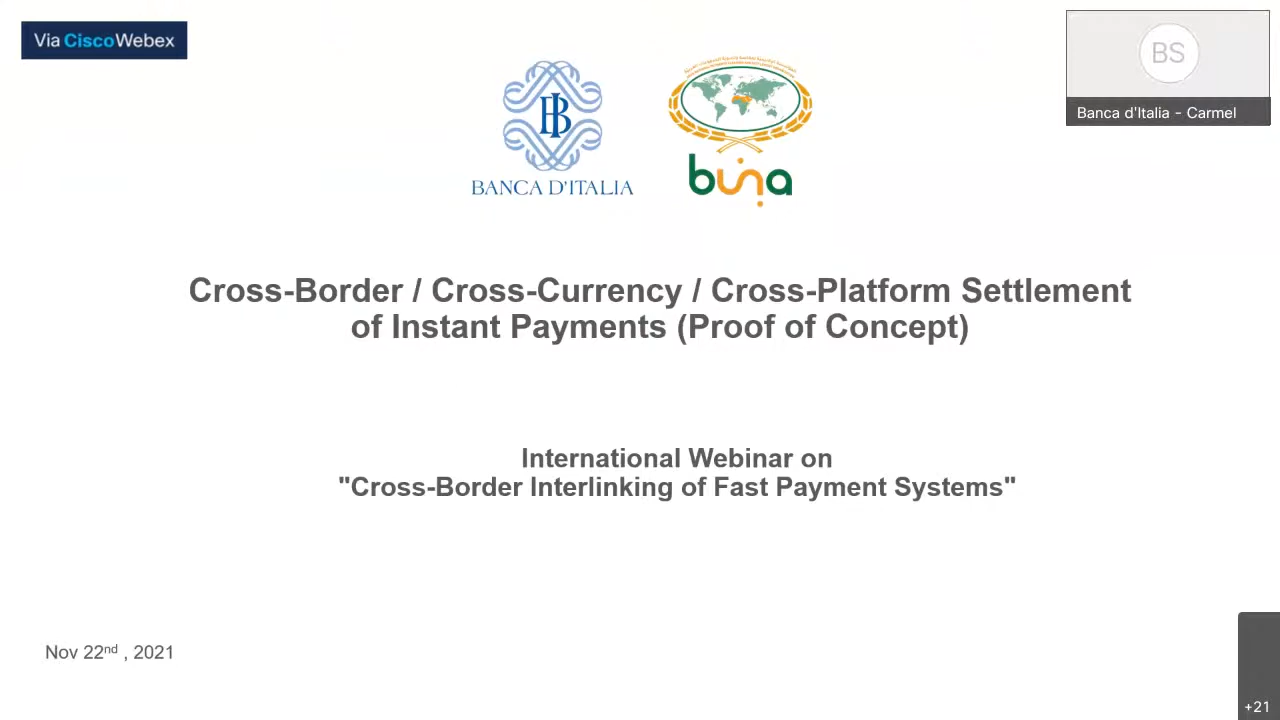 Via CiscoWebex
BS
Banca d'Italia - Carmel
BANCA D'ITALIA
buna
Cross-Border / Cross-Currency / Cross-Platform Settlement
of Instant Payments (Proof of Concept)
International Webinar on
"Cross-Border Interlinking of Fast Payment Systems"
Nov 22nd , 2021
+21